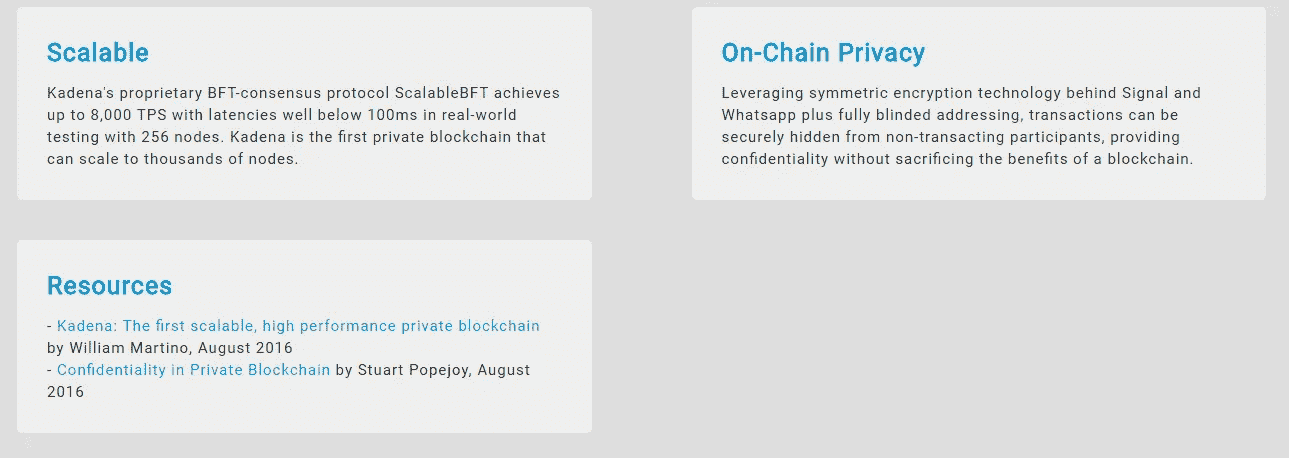 Scalable
Kadena's proprietary BFT-consensus protocol ScalableBFT achieves
up to 8,000 TPS with latencies well below 100ms in real-world
testing with 256 nodes. Kadena is the first private blockchain that
can scale to thousands of nodes.
On-Chain Privacy
Leveraging symmetric encryption technology behind Signal and
Whatsapp plus fully blinded addressing, transactions can be
securely hidden from non-transacting participants, providing
confidentiality without sacrificing the benefits of a blockchain.
Resources
- Kadena: The first scalable, high performance private blockchain
by William Martino, August 2016
- Confidentiality in Private Blockchain by Stuart Popejoy, August
2016